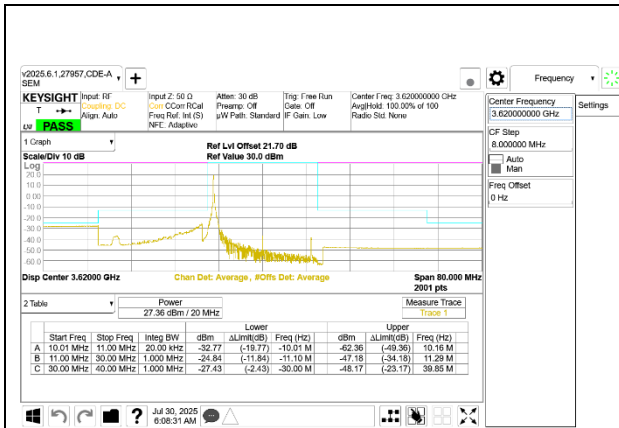 v2025.6.1,27957,CDE-A
SEM
Frequency
KEYSIGHT Input: RF
Coupling: DC
Align: Auto
T
LXI PASS
Input Z: 50 Ω
Corr CCorr RCal
Freq Ref: Int (S)
NFE: Adaptive
Atten: 30 dB
Preamp: Off
µW Path: Standard
Trig: Free Run
Gate: Off
IF Gain: Low
Center Freq: 3.620000000 GHz
Avg|Hold: 100.00% of 100
Radio Std: None
Center Frequency
3.620000000 GHz
Settings
CF Step
8.000000 MHz
Auto
Man
Freq Offset
0 Hz
1 Graph
Scale/Div 10 dB
Ref Lvl Offset 21.70 dB
Ref Value 30.0 dBm
Log
20.0
10.0
0.00
-10.0
-20.0
-30.0
-40.0
-50.0
-60.0
Disp Center 3.62000 GHz
Chan Det: Average , #Offs Det: Average
Span 80.000 MHz
2001 pts
2 Table
Power
27.36 dBm / 20 MHz
Measure Trace
Trace 1
Lower Upper
Start Freq Stop Freq Integ BW dBm ΔLimit(dB) Freq (Hz) dBm ΔLimit(dB) Freq (Hz)
A 10.01 MHz 11.00 MHz 20.00 kHz -32.77 (-19.77) -10.01 M -62.36 (-49.36) 10.16 M
B 11.00 MHz 30.00 MHz 1.000 MHz -24.84 (-11.84) -11.10 M -47.18 (-34.18) 11.29 M
C 30.00 MHz 40.00 MHz 1.000 MHz -27.43 (-2.43) -30.00 M -48.17 (-23.17) 39.85 M
Jul 30, 2025
6:08:31 AM